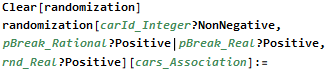 Clear[randomization]
randomization[carId_Integer?NonNegative,
pBreak_Rational?Positive|pBreak_Real?Positive,
rnd_Real?Positive][cars_Association]:=